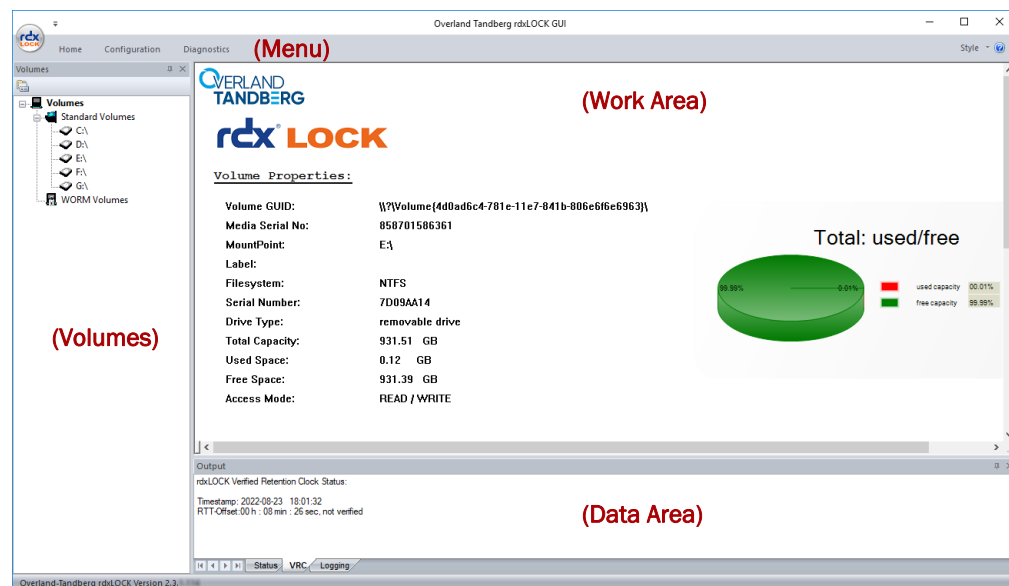 Overland Tandberg rdxLOCK GUI
rdx
LOCK
Home Configuration Diagnostics (Menu) Style
Volumes
Volumes
Standard Volumes
C:\
D:\
E:\
F:\
G:\
WORM Volumes
(Volumes)
OVERLAND
TANDBERG
(Work Area)
rdx® LOCK
Volume Properties:
Volume GUID: \\?\Volume{4d0ad6c4-781e-11e7-841b-806e6f6e6963}\
Media Serial No: 858701586361
MountPoint: E:\
Label:
Filesystem: NTFS
Serial Number: 7D09AA14
Drive Type: removable drive
Total Capacity: 931.51 GB
Used Space: 0.12 GB
Free Space: 931.39 GB
Access Mode: READ / WRITE
Total: used/free
99.99% 0.01%
used capacity 00.01%
free capacity 99.99%
Output
rdxLOCK Verified Retention Clock Status:
Timestamp: 2022-08-23 18:01:32
RTT-Offset:00 h : 08 min : 26 sec, not verified
(Data Area)
Status VRC Logging
Overland-Tandberg rdxLOCK Version 2.3.